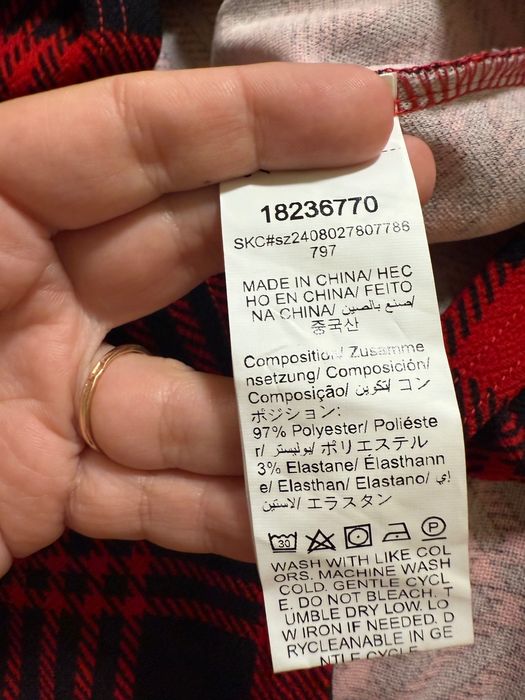 18236770
SKC#sz2408027807786
797
MADE IN CHINA/ HEC
HO EN CHINA/ FEITO
NA CHINA/ صنع بالصين/
중국산
Composition/ Zusamme
nsetzung/ Composición/
Composição/ تكوين/ コン
ポジション:
97% Polyester/ Poliéste
r/ بوليستر/ ポリエステル
3% Elastane/ Élasthann
e/ Elasthan/ Elastano/ إي
لاستين/ エラスタン
30 P
WASH WITH LIKE COL
ORS. MACHINE WASH
COLD. GENTLE CYCL
E. DO NOT BLEACH. T
UMBLE DRY LOW. LO
W IRON IF NEEDED. D
RYCLEANABLE IN GE
NTLE CYCLE